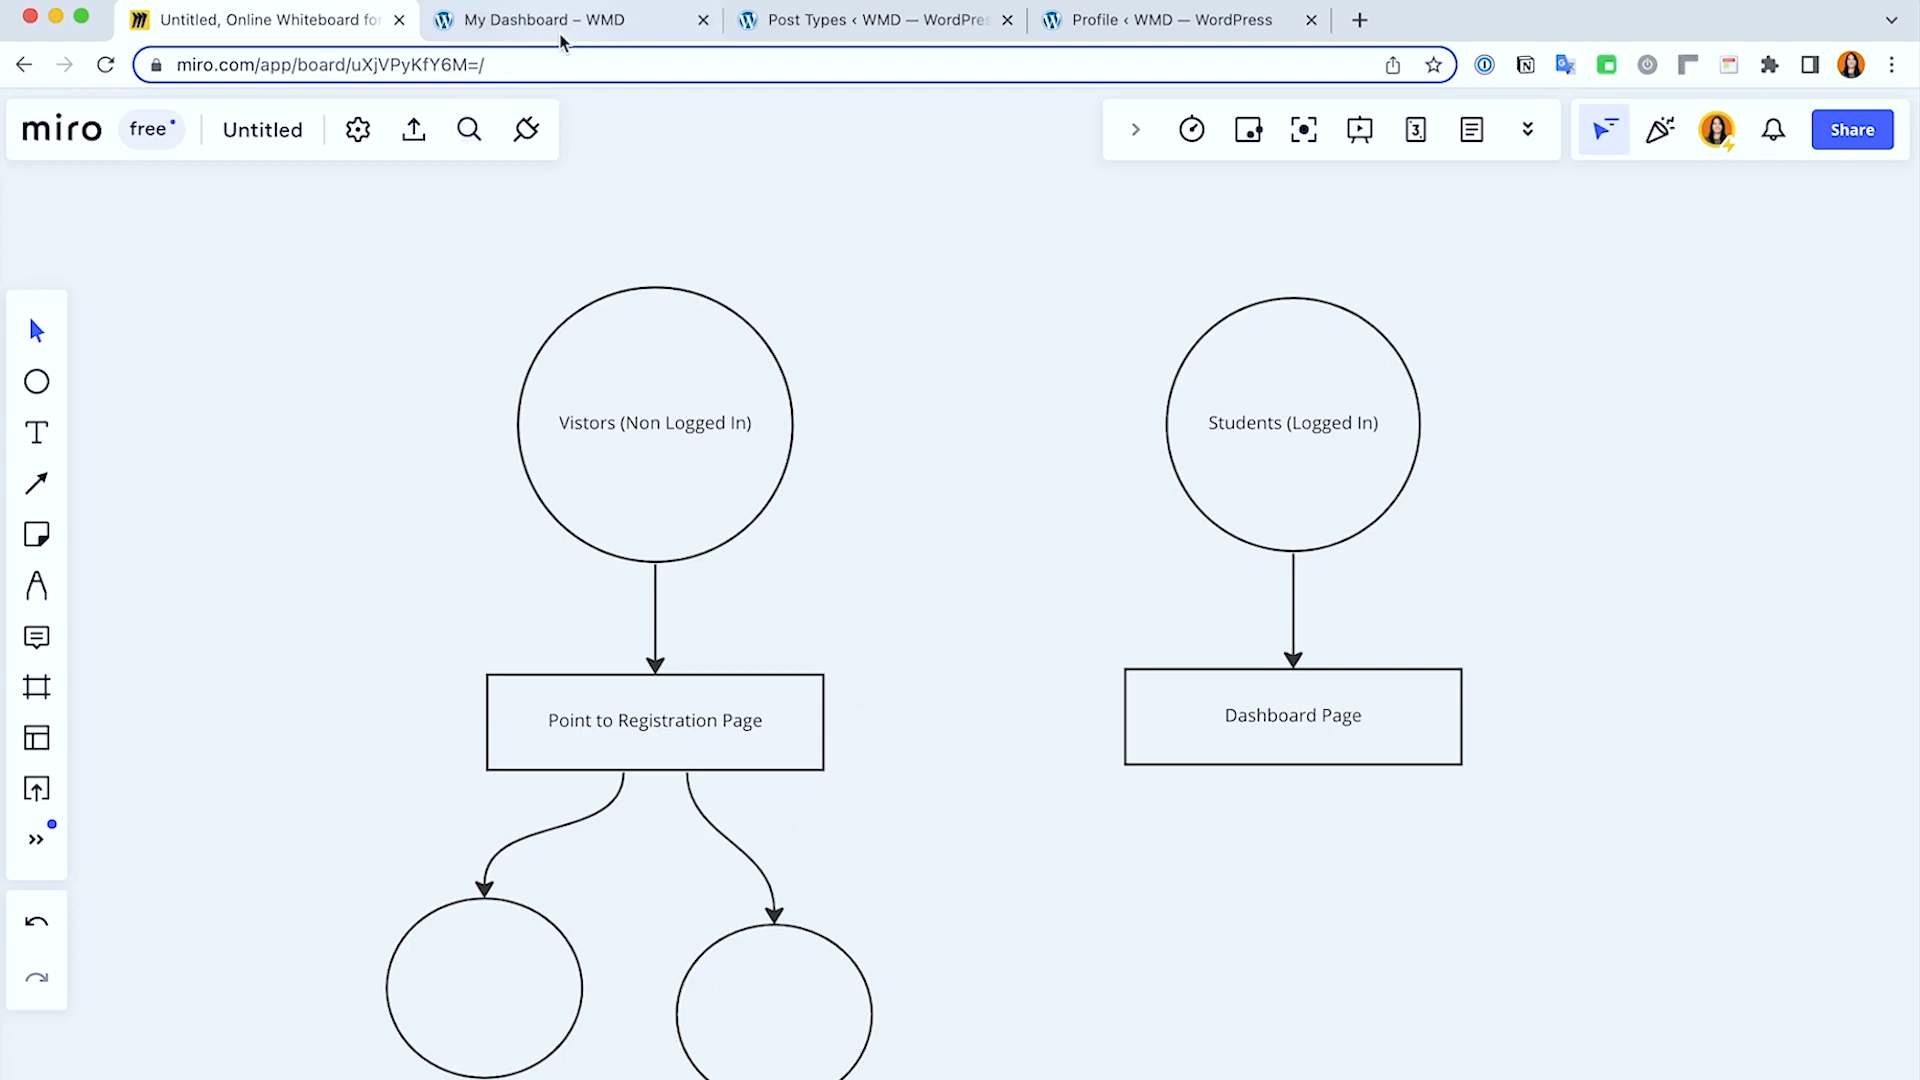 Untitled, Online Whiteboard for
My Dashboard – WMD
Post Types ‹ WMD — WordPres
Profile ‹ WMD — WordPress
miro.com/app/board/uXjVPyKfY6M=/
miro
free
Untitled
3
Share
Vistors (Non Logged In)
Students (Logged In)
Point to Registration Page
Dashboard Page